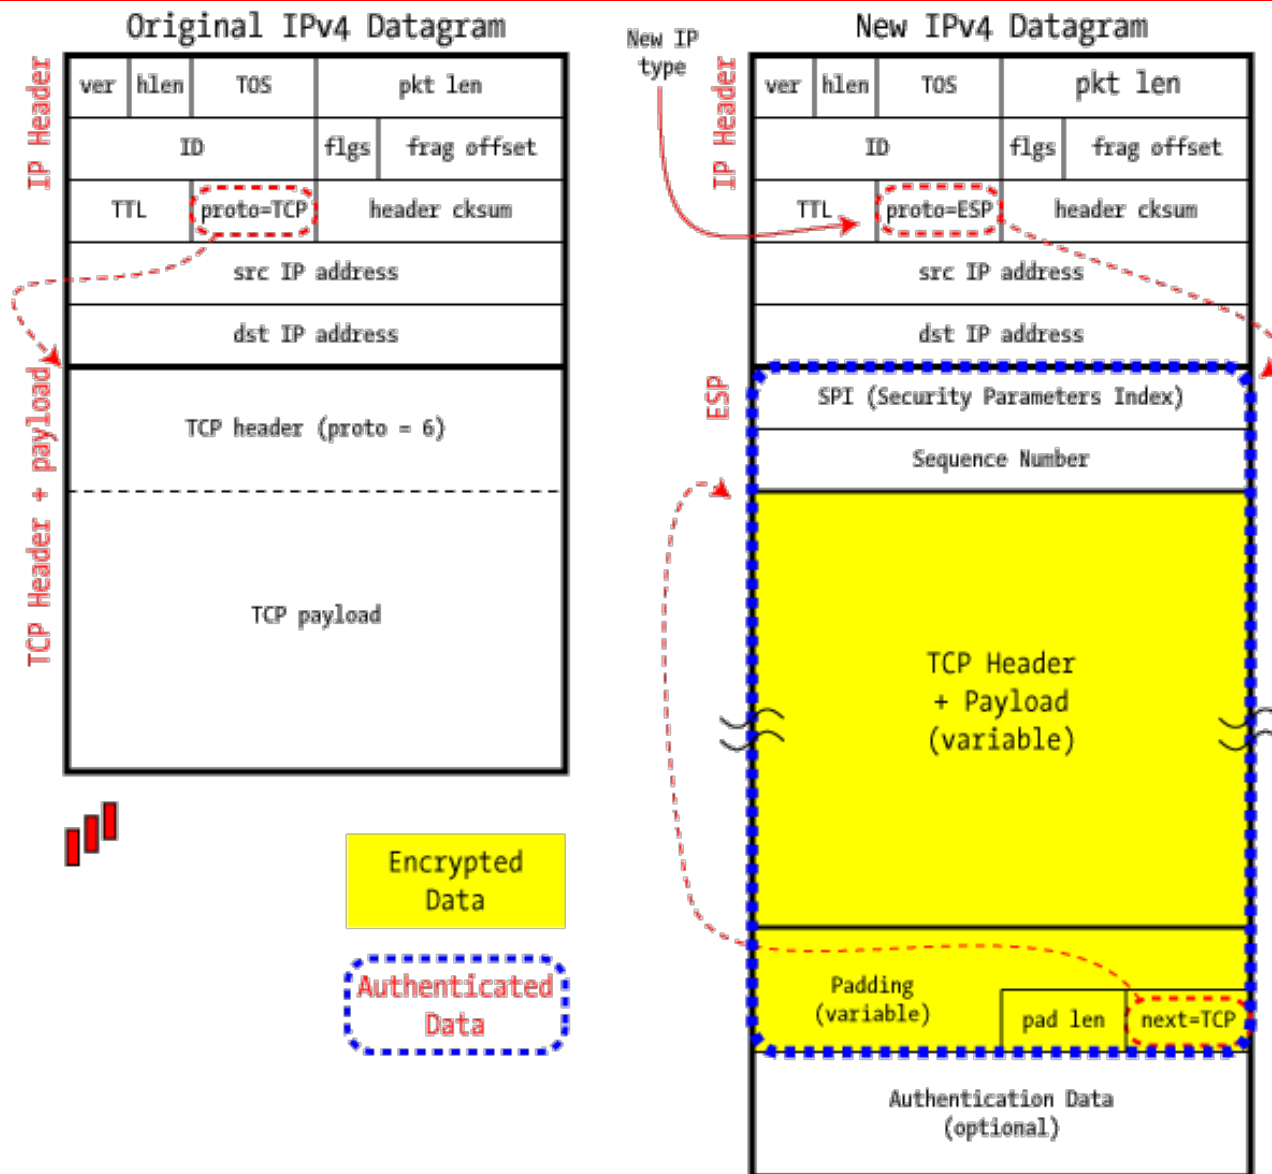 Original IPv4 Datagram
IP Header
ver hlen TOS pkt len
ID flgs frag offset
TTL proto=TCP header cksum
src IP address
dst IP address
TCP Header + payload
TCP header (proto = 6)
TCP payload
Encrypted
Data
Authenticated
Data
New IP
type
New IPv4 Datagram
IP Header
ver hlen TOS pkt len
ID flgs frag offset
TTL proto=ESP header cksum
src IP address
dst IP address
ESP
SPI (Security Parameters Index)
Sequence Number
TCP Header
+ Payload
(variable)
Padding
(variable)
pad len next=TCP
Authentication Data
(optional)